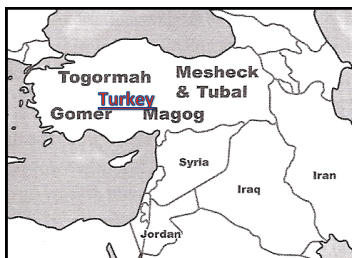 Togormah
Mesheck
& Tubal
Turkey
Gomer
Magog
Syria
Iraq
Iran
Jordan